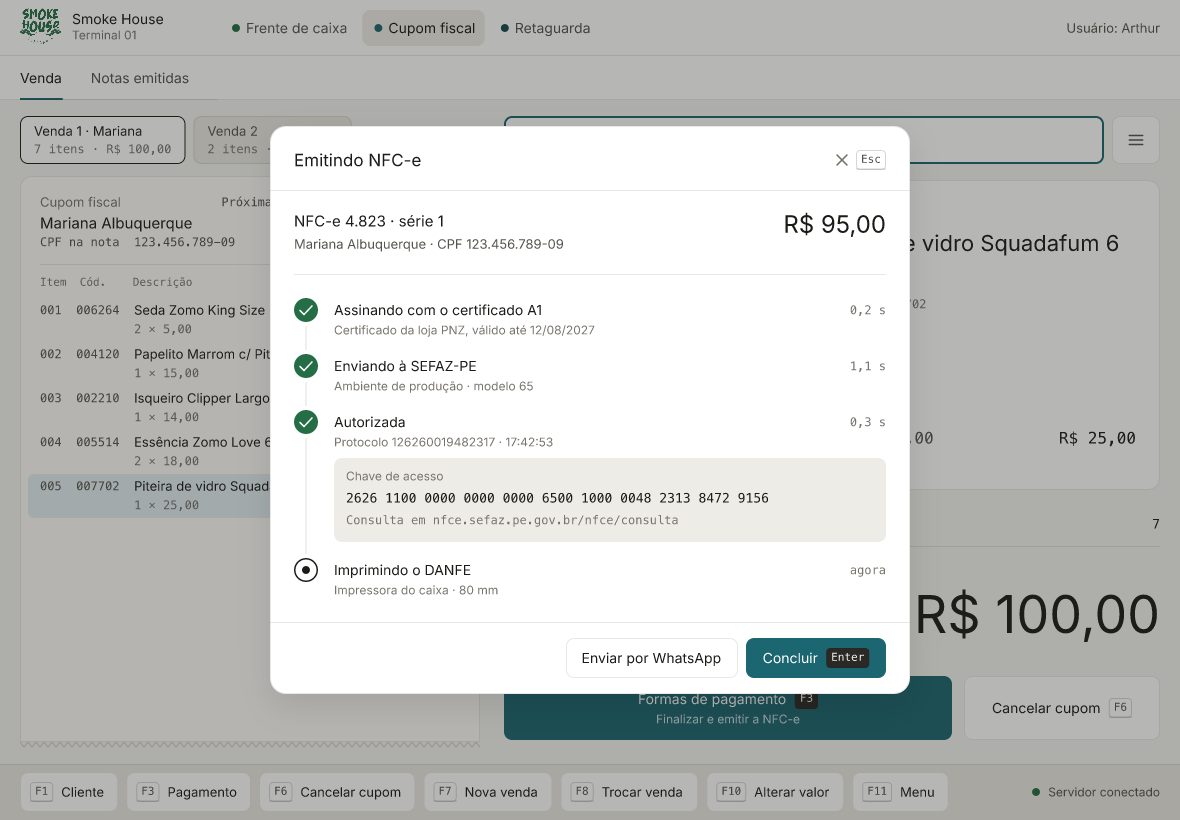 SMOKE
HOUSE
Smoke House
Terminal 01
Frente de caixa
Cupom fiscal
Retaguarda
Usuário: Arthur
Venda
Notas emitidas
Venda 1 · Mariana
7 itens · R$ 100,00
Venda 2
2 itens ·
Cupom fiscal
Próxima
Mariana Albuquerque
CPF na nota 123.456.789-09
Item Cód. Descrição
001 006264 Seda Zomo King Size
2 × 5,00
002 004120 Papelito Marrom c/ Pit
1 × 15,00
003 002210 Isqueiro Clipper Largo
1 × 14,00
004 005514 Essência Zomo Love 6
2 × 18,00
005 007702 Piteira de vidro Squad
1 × 25,00
Emitindo NFC-e
Esc
NFC-e 4.823 · série 1
R$ 95,00
Mariana Albuquerque · CPF 123.456.789-09
Assinando com o certificado A1
0,2 s
Certificado da loja PNZ, válido até 12/08/2027
Enviando à SEFAZ-PE
1,1 s
Ambiente de produção · modelo 65
Autorizada
0,3 s
Protocolo 126260019482317 · 17:42:53
Chave de acesso
2626 1100 0000 0000 0000 6500 1000 0048 2313 8472 9156
Consulta em nfce.sefaz.pe.gov.br/nfce/consulta
Imprimindo o DANFE
agora
Impressora do caixa · 80 mm
Enviar por WhatsApp
Concluir Enter
e vidro Squadafum 6
02
,00
R$ 25,00
7
R$ 100,00
Formas de pagamento F3
Finalizar e emitir a NFC-e
Cancelar cupom F6
F1 Cliente
F3 Pagamento
F6 Cancelar cupom
F7 Nova venda
F8 Trocar venda
F10 Alterar valor
F11 Menu
Servidor conectado